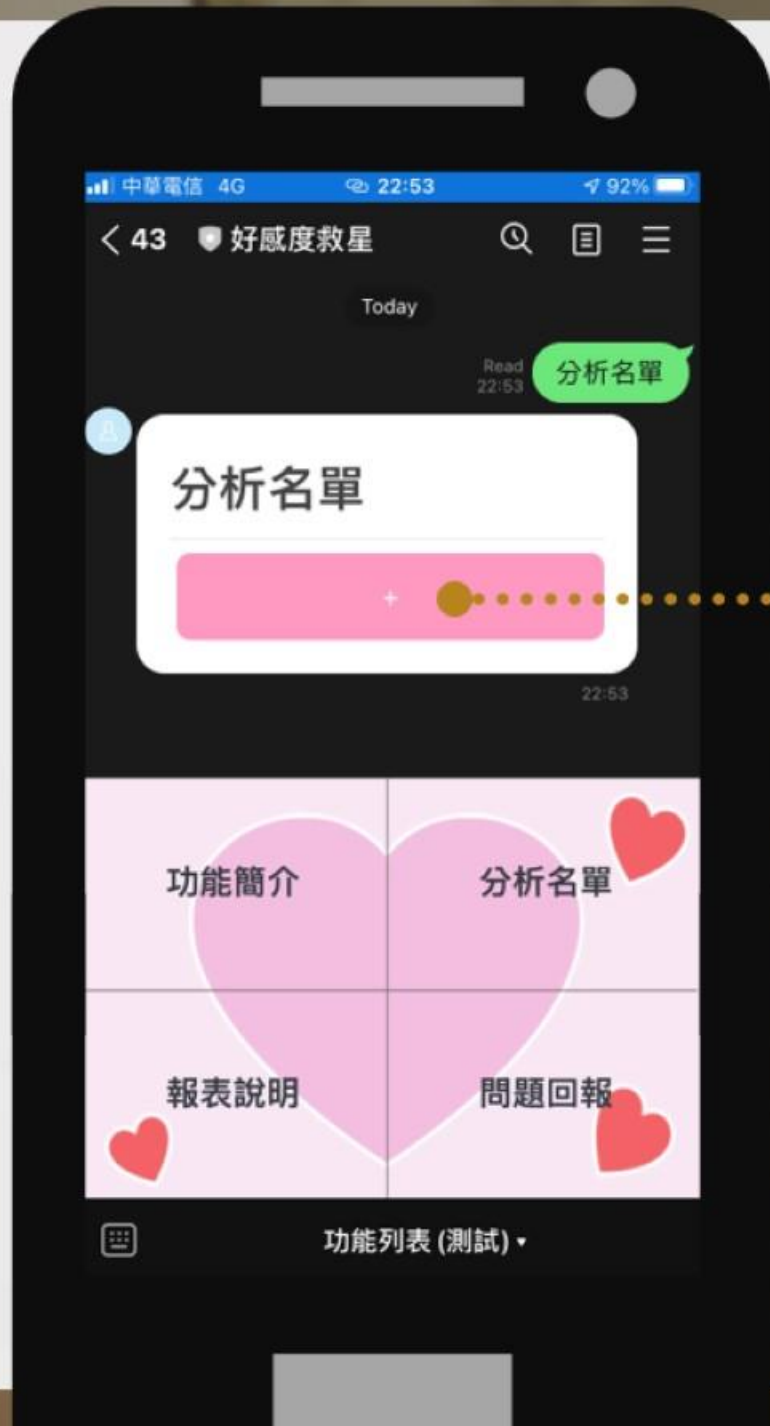 中華電信 4G 22:53 92%
43 好感度救星
Today
Read
22:53
分析名單
分析名單
+
22:53
功能簡介 分析名單
報表說明 問題回報
功能列表 (測試)